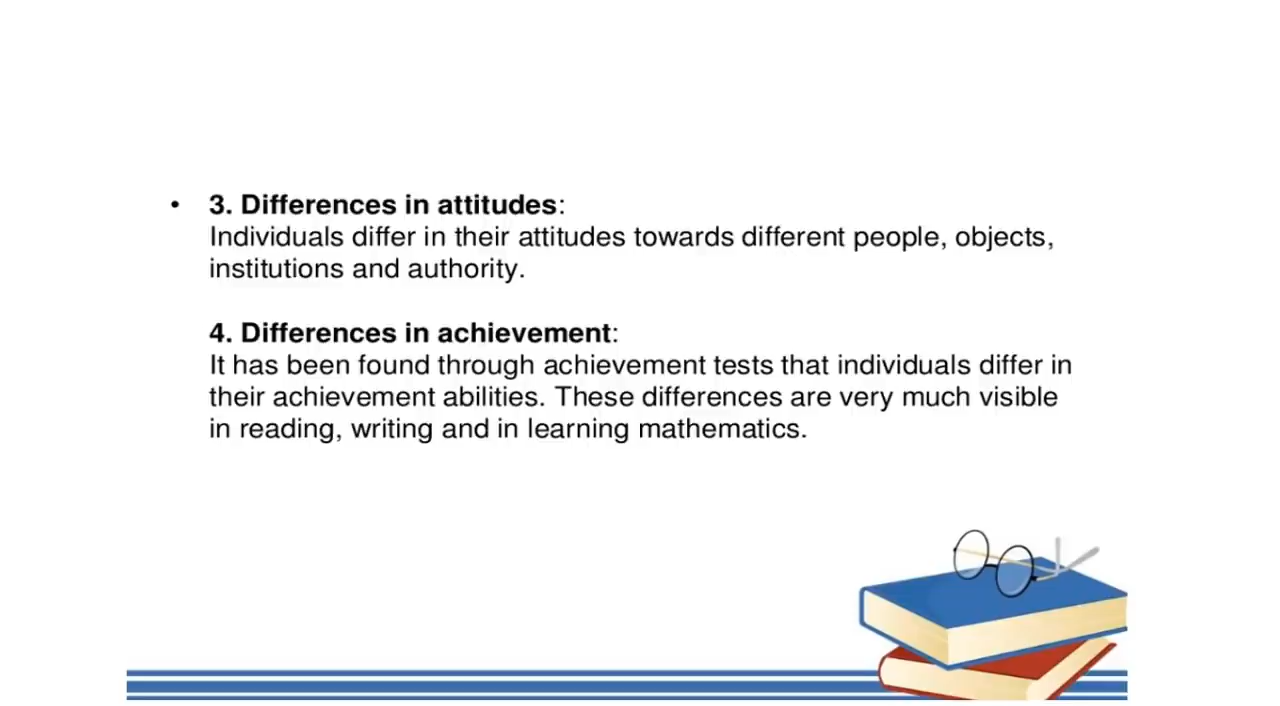 • 3. Differences in attitudes:
Individuals differ in their attitudes towards different people, objects,
institutions and authority.
4. Differences in achievement:
It has been found through achievement tests that individuals differ in
their achievement abilities. These differences are very much visible
in reading, writing and in learning mathematics.